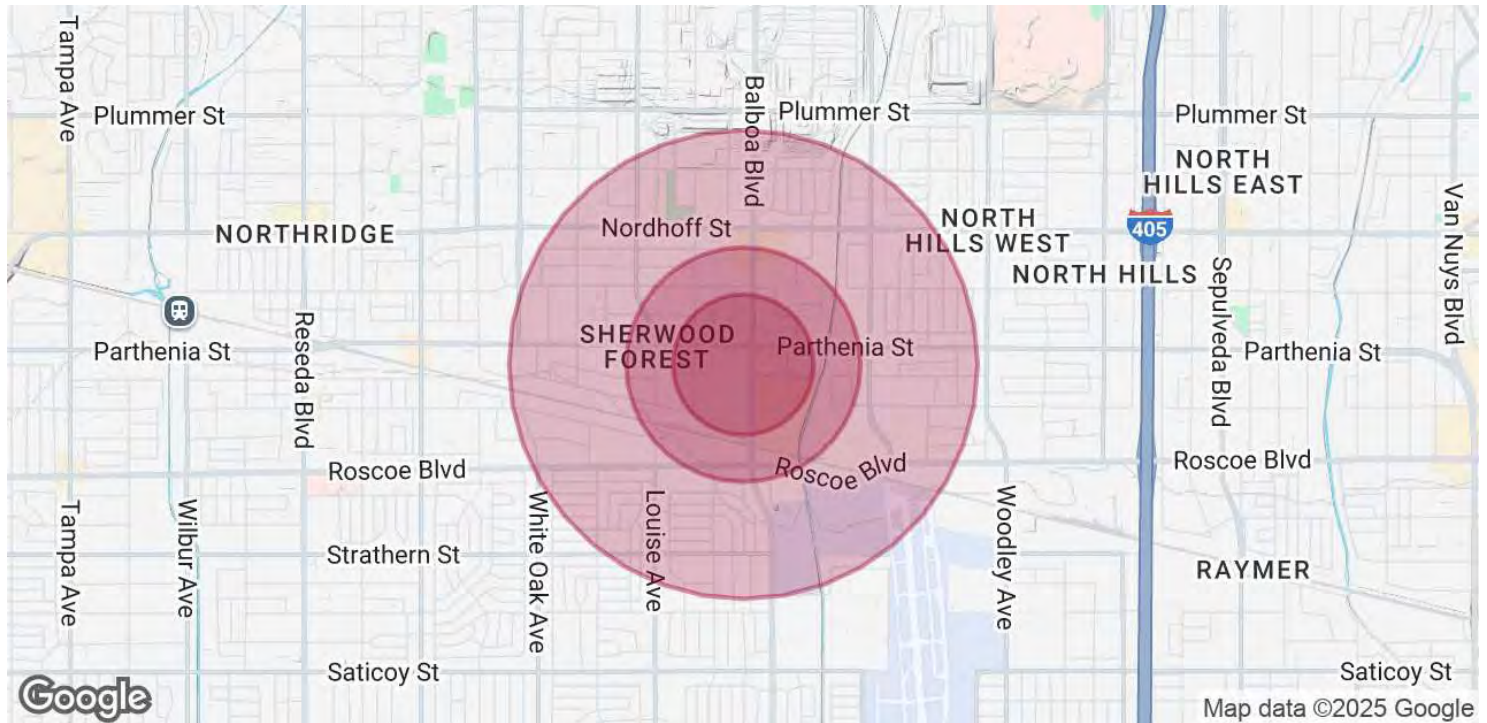 Tampa Ave
Plummer St
Balboa Blvd
Plummer St
Plummer St
NORTH
HILLS EAST
Van Nuys Blvd
NORTHRIDGE
Nordhoff St
NORTH
HILLS WEST
405
NORTH HILLS
Sepulveda Blvd
Reseda Blvd
SHERWOOD
FOREST
Parthenia St
Parthenia St
Parthenia St
Roscoe Blvd
Roscoe Blvd
Roscoe Blvd
Tampa Ave
Wilbur Ave
White Oak Ave
Louise Ave
Woodley Ave
Strathern St
RAYMER
Saticoy St
Saticoy St
Google
Map data ©2025 Google